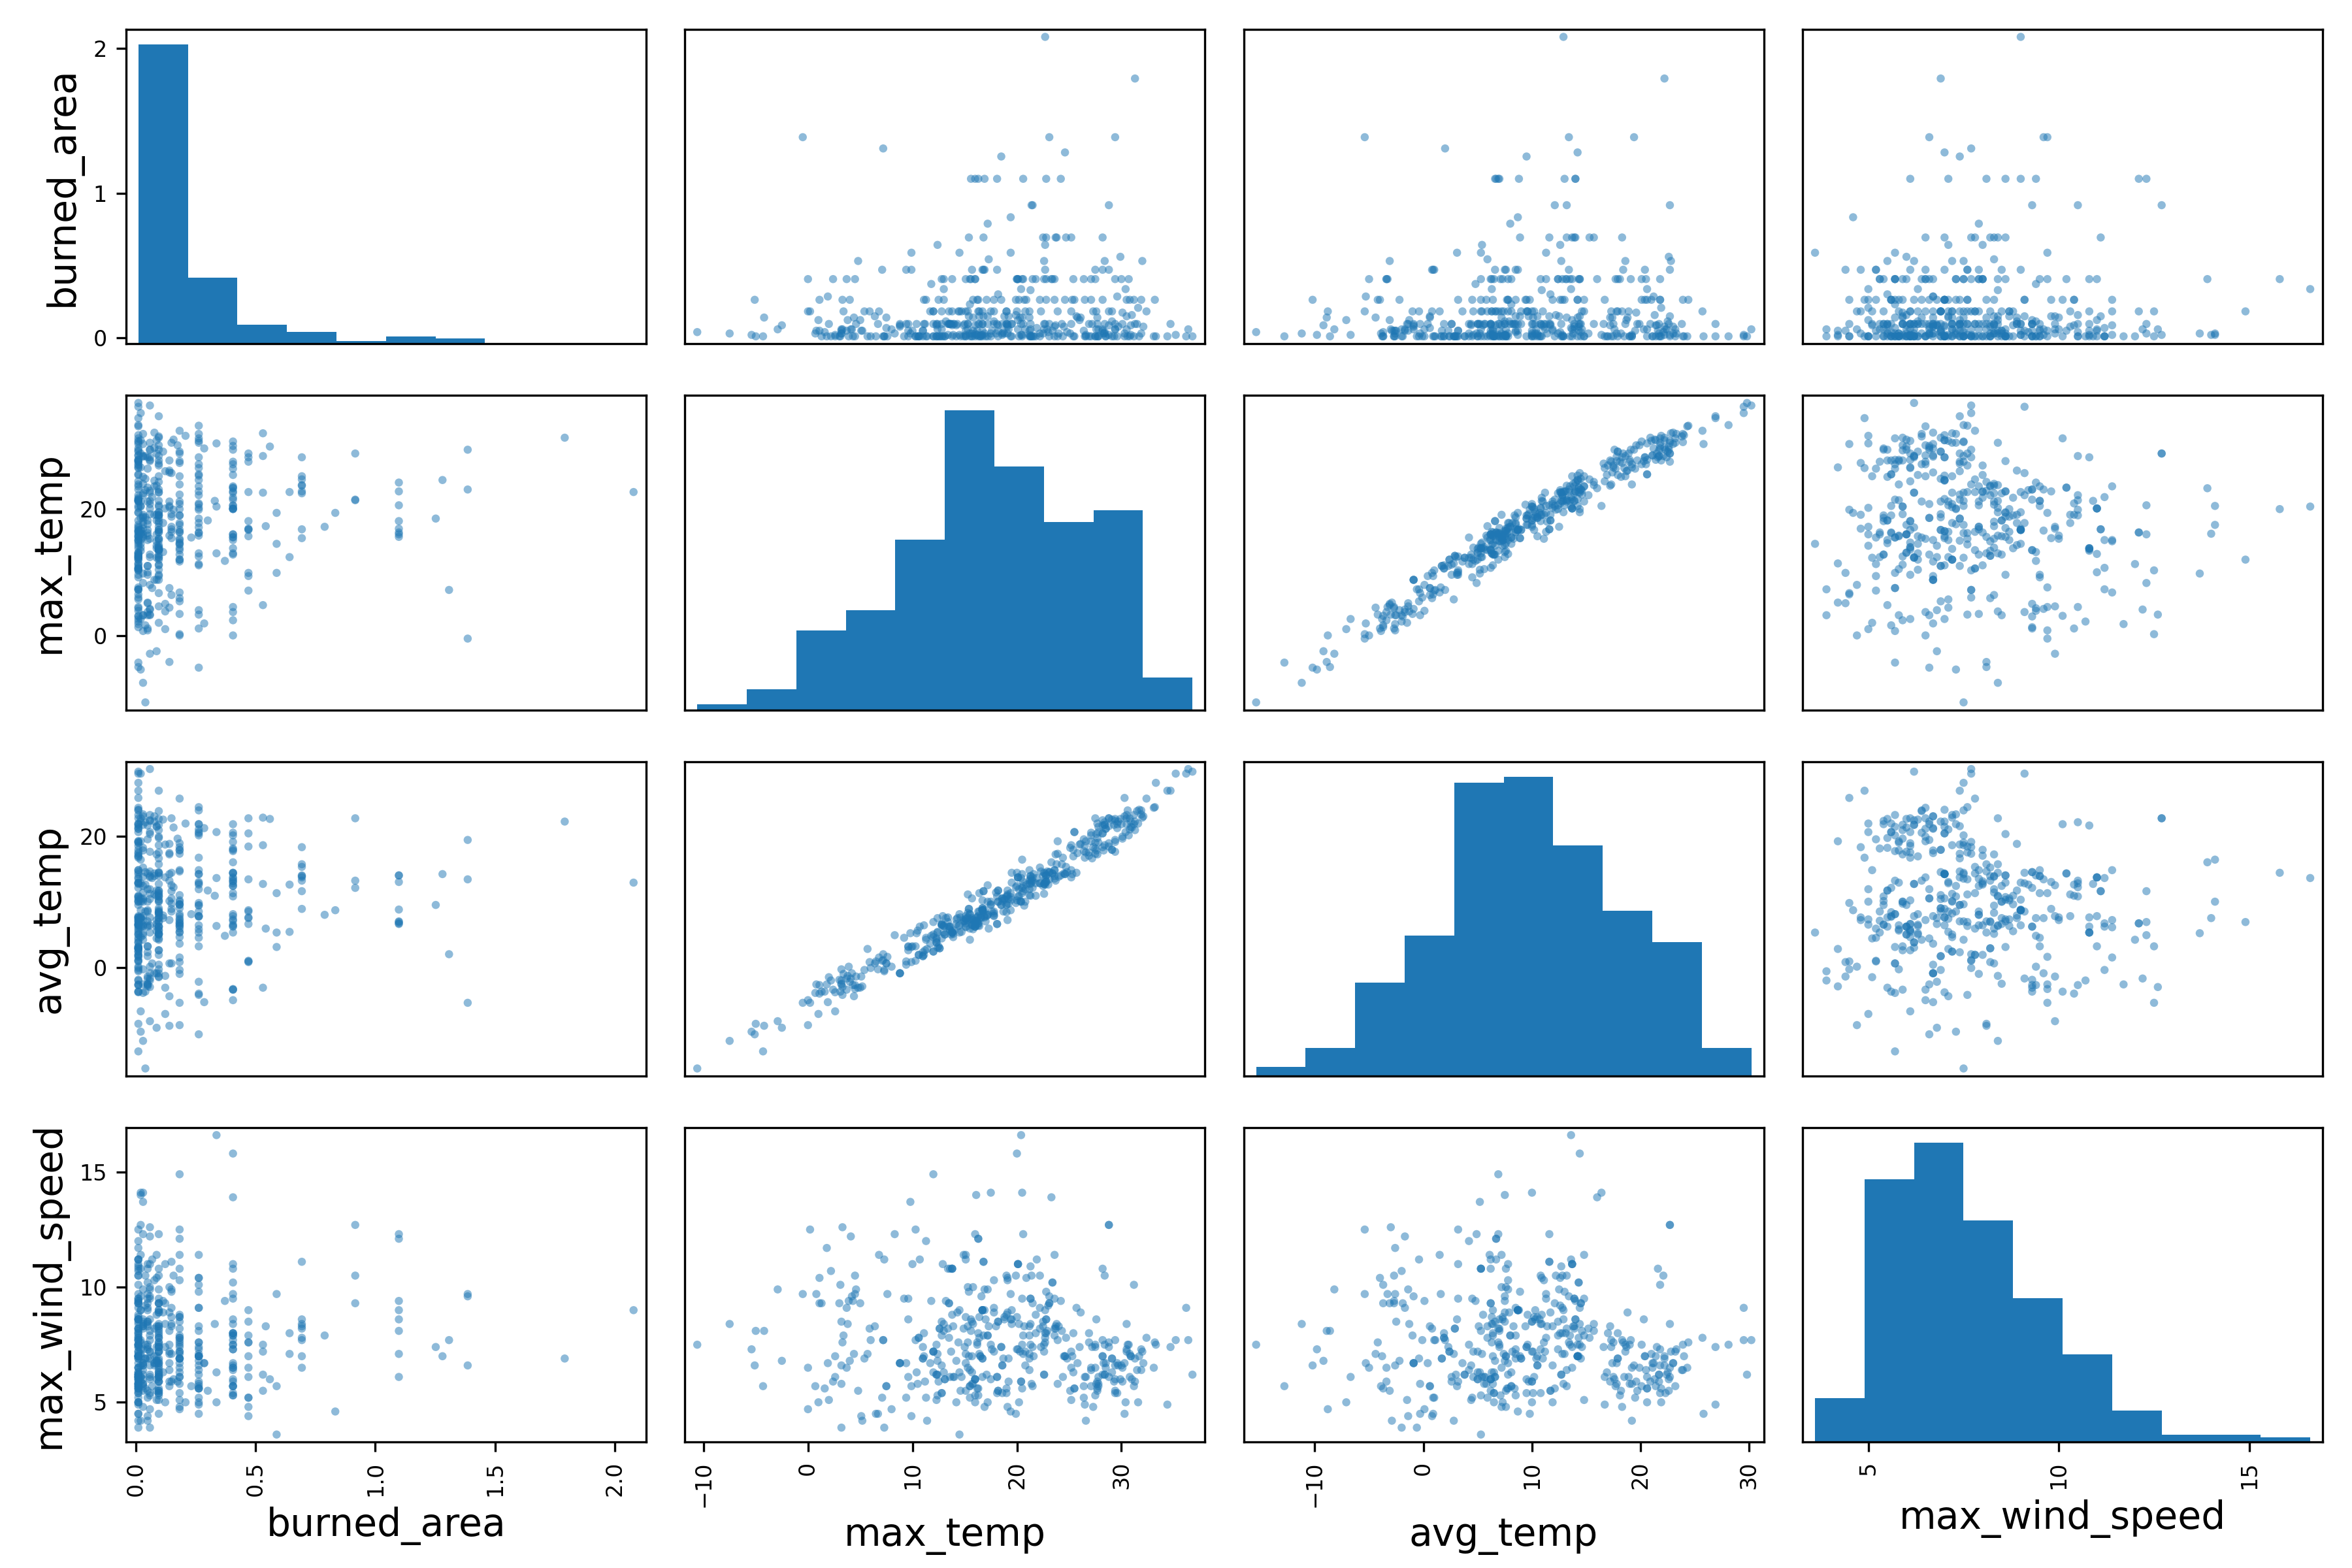 burned_area
2
1
0
max_temp
20
0
avg_temp
20
0
max_wind_speed
15
10
5
0.0 0.5 1.0 1.5 2.0
−10 0 10 20 30
−10 0 10 20 30
5 10 15
burned_area max_temp avg_temp max_wind_speed